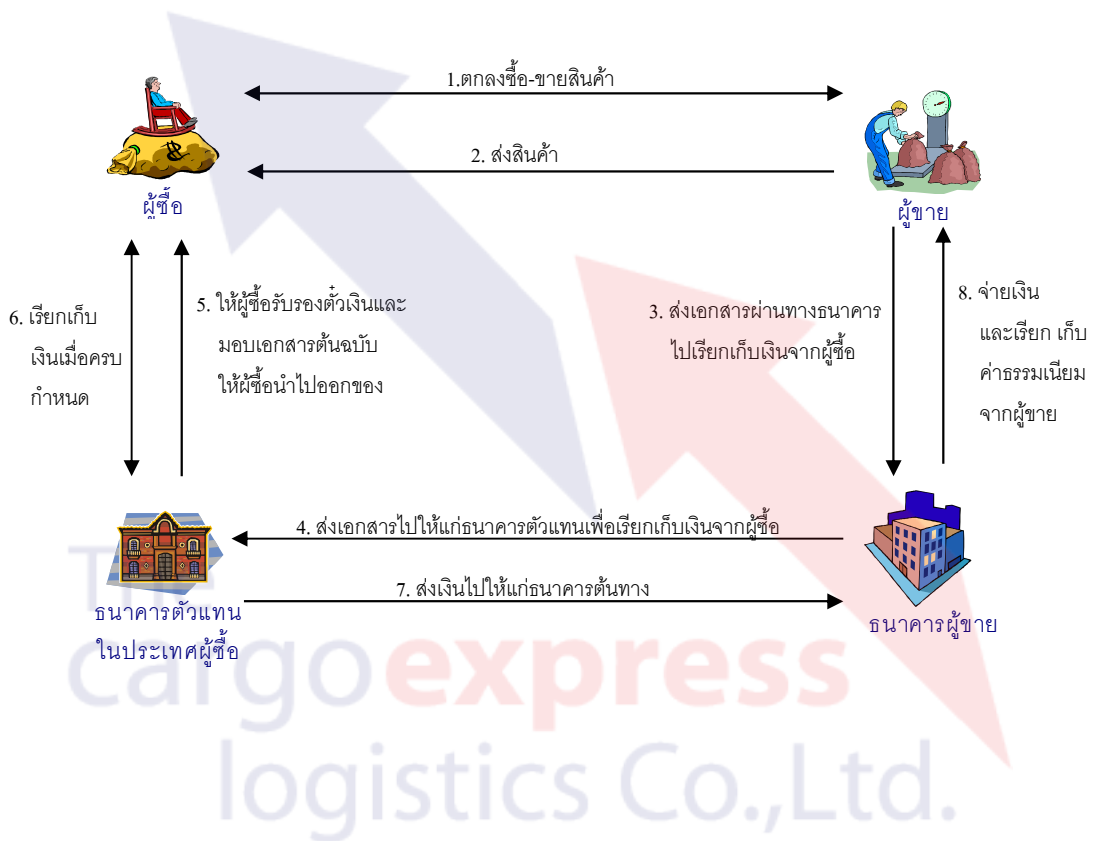 1.ตกลงซื้อ-ขายสินค้า
2. ส่งสินค้า
ผู้ซื้อ
ผู้ขาย
6. เรียกเก็บ
เงินเมื่อครบ
กำหนด
5. ให้ผู้ซื้อรับรองตั๋วเงินและ
มอบเอกสารต้นฉบับ
ให้ผ้ซื้อนำไปออกของ
3. ส่งเอกสารผ่านทางธนาคาร
ไปเรียกเก็บเงินจากผู้ซื้อ
8. จ่ายเงิน
และเรียก เก็บ
ค่าธรรมเนียม
จากผู้ขาย
4. ส่งเอกสารไปให้แก่ธนาคารตัวแทนเพื่อเรียกเก็บเงินจากผู้ซื้อ
7. ส่งเงินไปให้แก่ธนาคารต้นทาง
ธนาคารตัวแทน
ในประเทศผู้ซื้อ
ธนาคารผู้ขาย
The
cargoexpress
logistics Co.,Ltd.